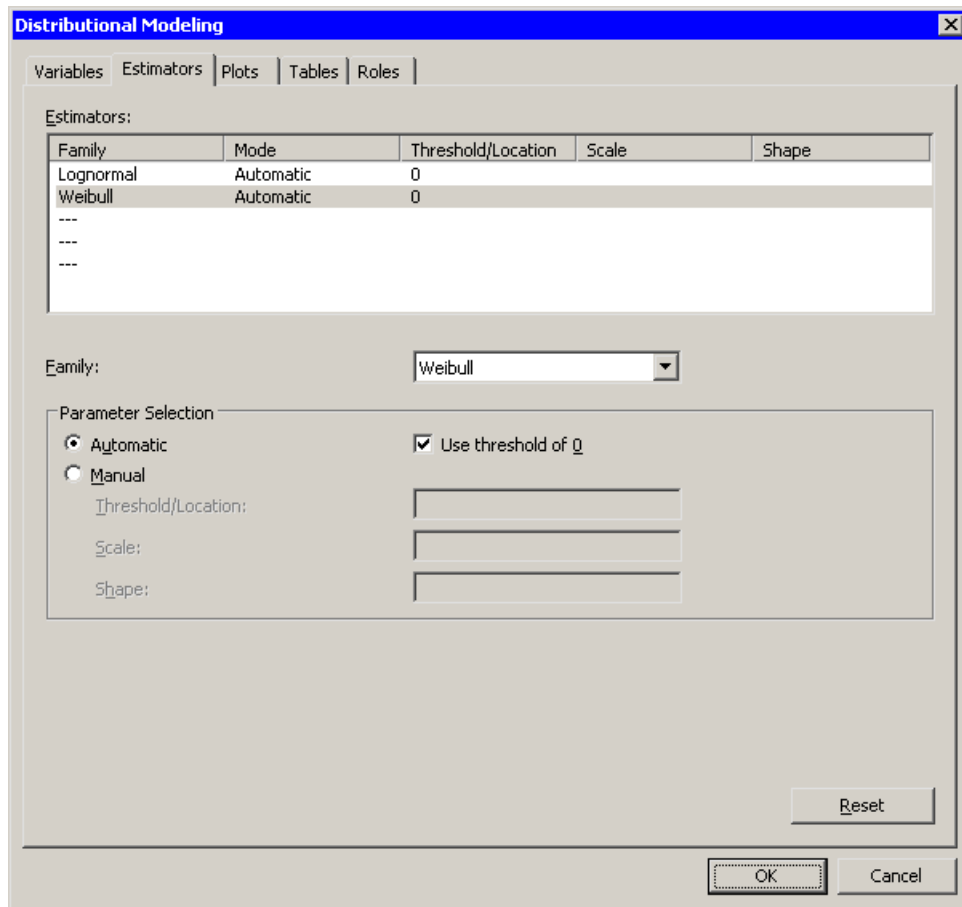 Distributional Modeling
Variables Estimators Plots Tables Roles
Estimators:
Family Mode Threshold/Location Scale Shape
Lognormal Automatic 0
Weibull Automatic 0
---
---
---
Family: Weibull
Parameter Selection
Automatic Use threshold of 0
Manual
Threshold/Location:
Scale:
Shape:
Reset
OK Cancel